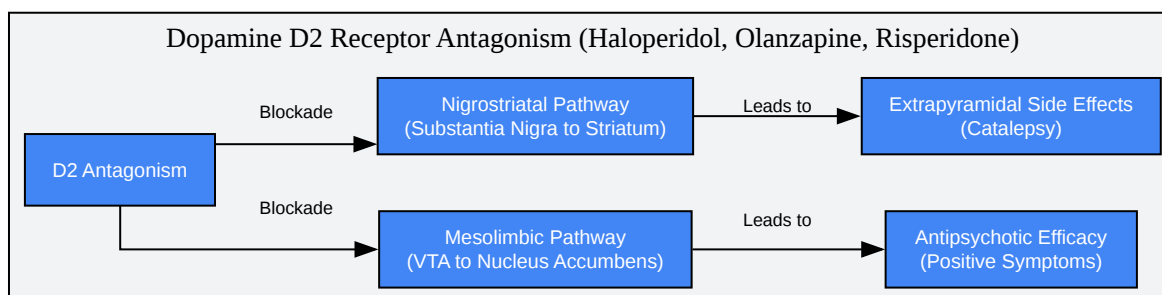 Dopamine D2 Receptor Antagonism (Haloperidol, Olanzapine, Risperidone)
D2 Antagonism
Blockade
Nigrostriatal Pathway
(Substantia Nigra to Striatum)
Leads to
Extrapyramidal Side Effects
(Catalepsy)
Blockade
Mesolimbic Pathway
(VTA to Nucleus Accumbens)
Leads to
Antipsychotic Efficacy
(Positive Symptoms)